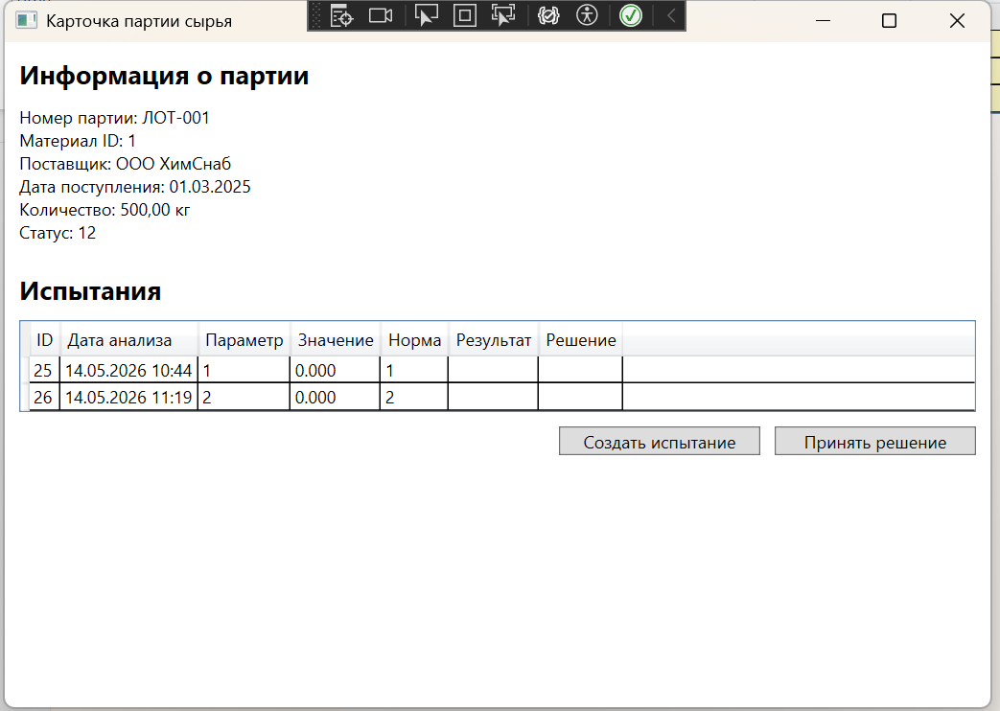 Карточка партии сырья
Информация о партии
Номер партии: ЛОТ-001
Материал ID: 1
Поставщик: ООО ХимСнаб
Дата поступления: 01.03.2025
Количество: 500,00 кг
Статус: 12
Испытания
ID Дата анализа Параметр Значение Норма Результат Решение
25 14.05.2026 10:44 1 0.000 1
26 14.05.2026 11:19 2 0.000 2
Создать испытание Принять решение